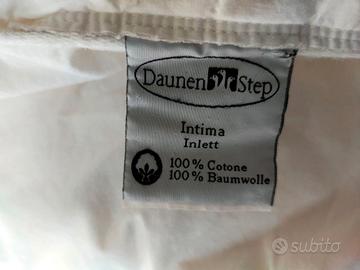 Daunen Step
Intima
Inlett
100% Cotone
100% Baumwolle
subito